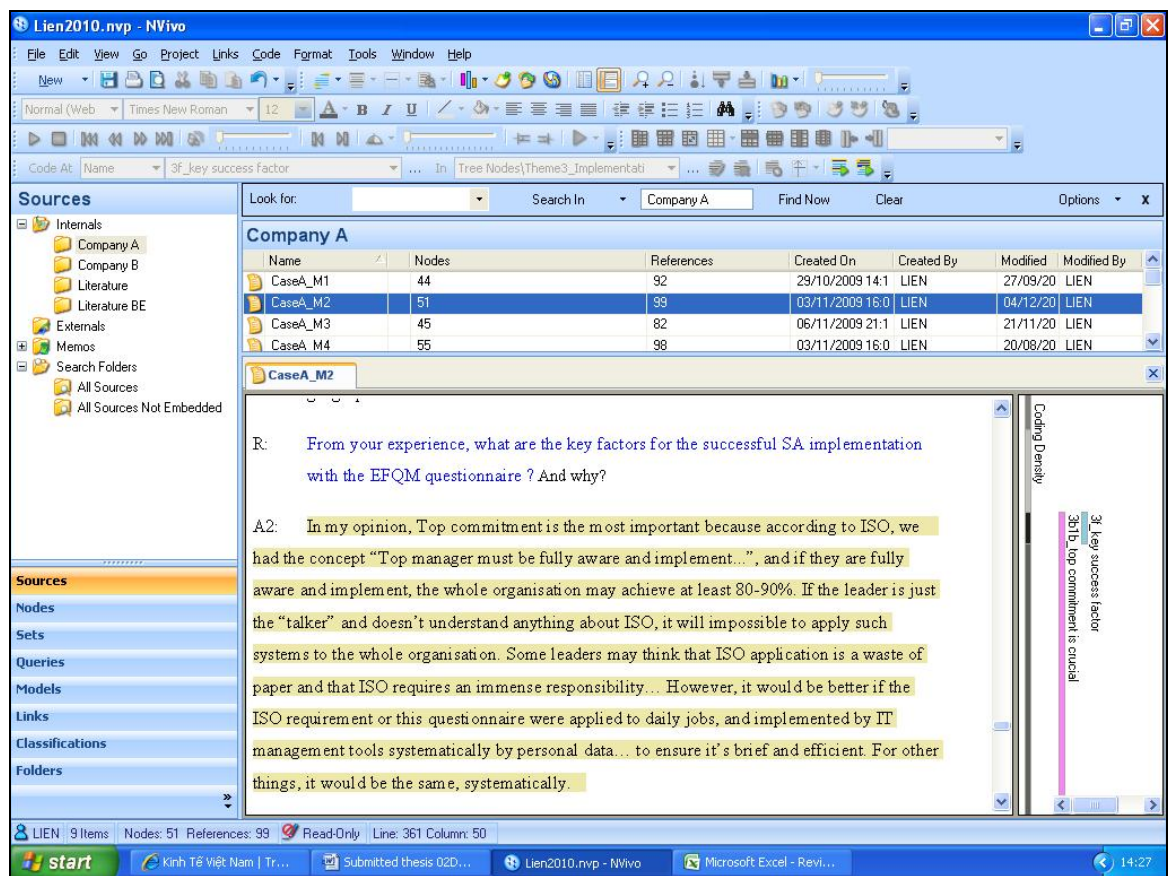 Lien2010.nvp - NVivo
File Edit View Go Project Links Code Format Tools Window Help
New
Normal (Web Times New Roman 12 A B I U
Code At Name 3f_key success factor ... In Tree Nodes\Theme3_Implementati ...
Sources
Internals
Company A
Company B
Literature
Literature BE
Externals
Memos
Search Folders
All Sources
All Sources Not Embedded
Sources
Nodes
Sets
Queries
Models
Links
Classifications
Folders
Look for: Search In Company A Find Now Clear Options x
Company A
Name Nodes References Created On Created By Modified Modified By
CaseA_M1 44 92 29/10/2009 14:1 LIEN 27/09/20 LIEN
CaseA_M2 51 99 03/11/2009 16:0 LIEN 04/12/20 LIEN
CaseA_M3 45 82 06/11/2009 21:1 LIEN 21/11/20 LIEN
CaseA_M4 55 98 03/11/2009 16:0 LIEN 20/08/20 LIEN
CaseA_M2
R: From your experience, what are the key factors for the successful SA implementation
with the EFQM questionnaire ? And why?
A2: In my opinion, Top commitment is the most important because according to ISO, we
had the concept “Top manager must be fully aware and implement...”, and if they are fully
aware and implement, the whole organisation may achieve at least 80-90%. If the leader is just
the “talker” and doesn’t understand anything about ISO, it will impossible to apply such
systems to the whole organisation. Some leaders may think that ISO application is a waste of
paper and that ISO requires an immense responsibility... However, it would be better if the
ISO requirement or this questionnaire were applied to daily jobs, and implemented by IT
management tools systematically by personal data... to ensure it’s brief and efficient. For other
things, it would be the same, systematically.
Coding Density
3f_key success factor
3b1b_top commitment is crucial
LIEN 9 Items Nodes: 51 References: 99 Read-Only Line: 361 Column: 50
start Kinh Tế Việt Nam | Tr... Submitted thesis 02D... Lien2010.nvp - NVivo Microsoft Excel - Revi... 14:27